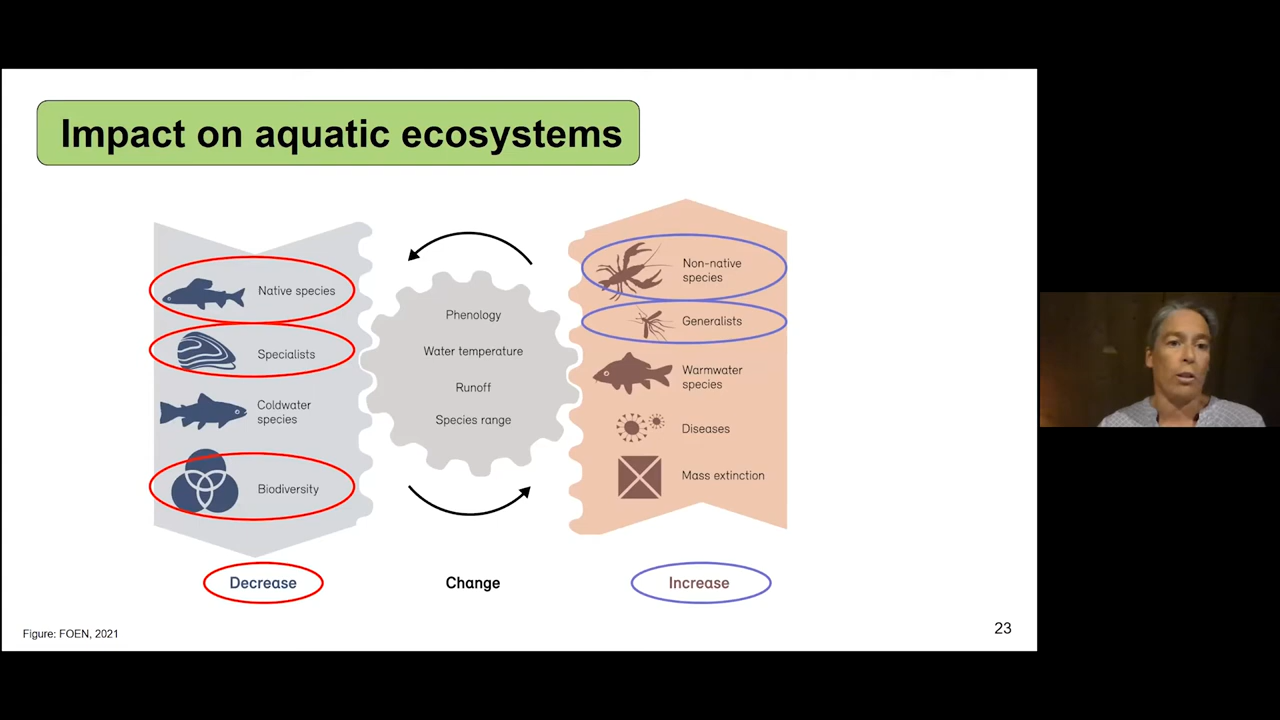 Impact on aquatic ecosystems
Native species
Specialists
Coldwater
species
Biodiversity
Decrease
Phenology
Water temperature
Runoff
Species range
Change
Non-native
species
Generalists
Warmwater
species
Diseases
Mass extinction
Increase
Figure: FOEN, 2021
23